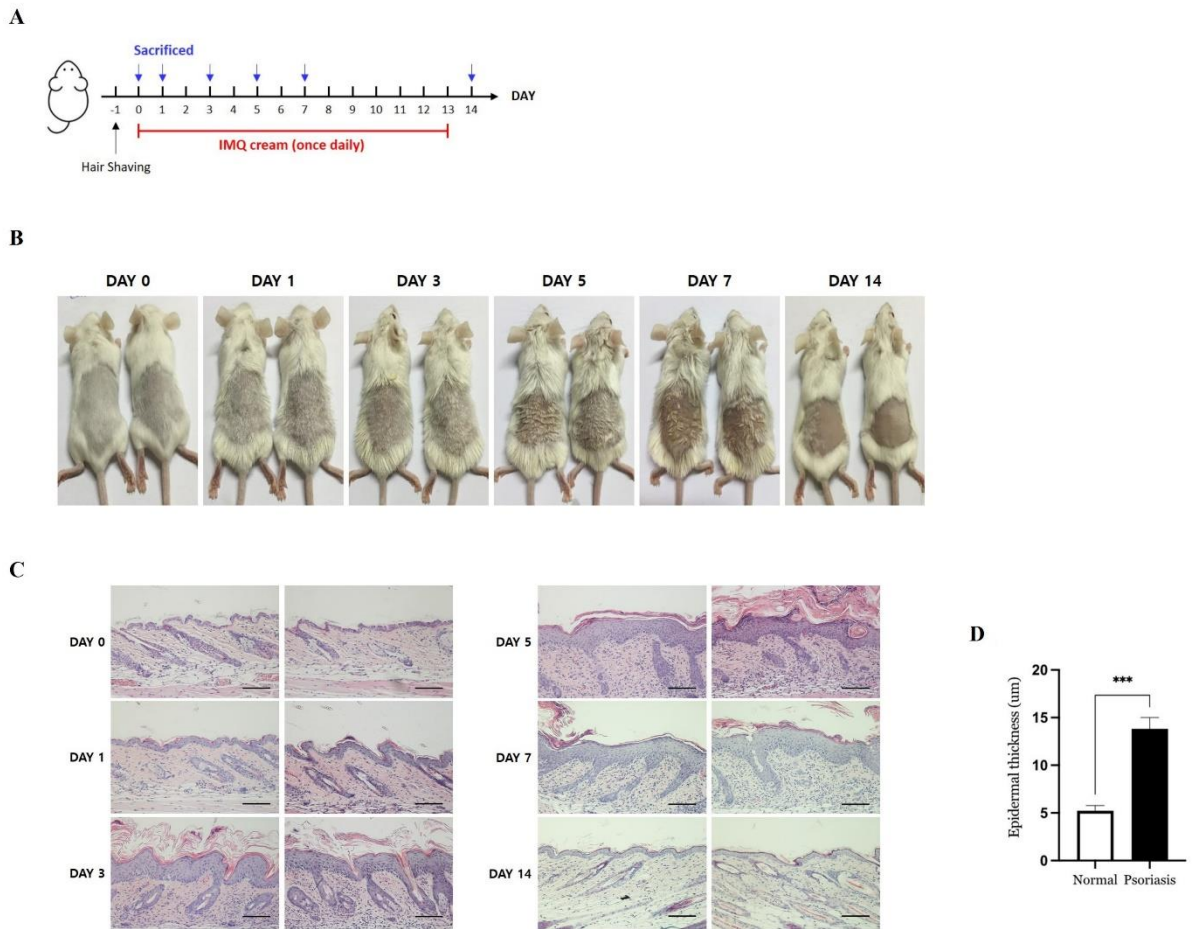 A
Sacrificed
-1 0 1 2 3 4 5 6 7 8 9 10 11 12 13 14
DAY
IMQ cream (once daily)
Hair Shaving
B
DAY 0
DAY 1
DAY 3
DAY 5
DAY 7
DAY 14
C
DAY 0
DAY 1
DAY 3
DAY 5
DAY 7
DAY 14
D
Epidermal thickness (um)
20
15
10
5
0
***
Normal Psoriasis